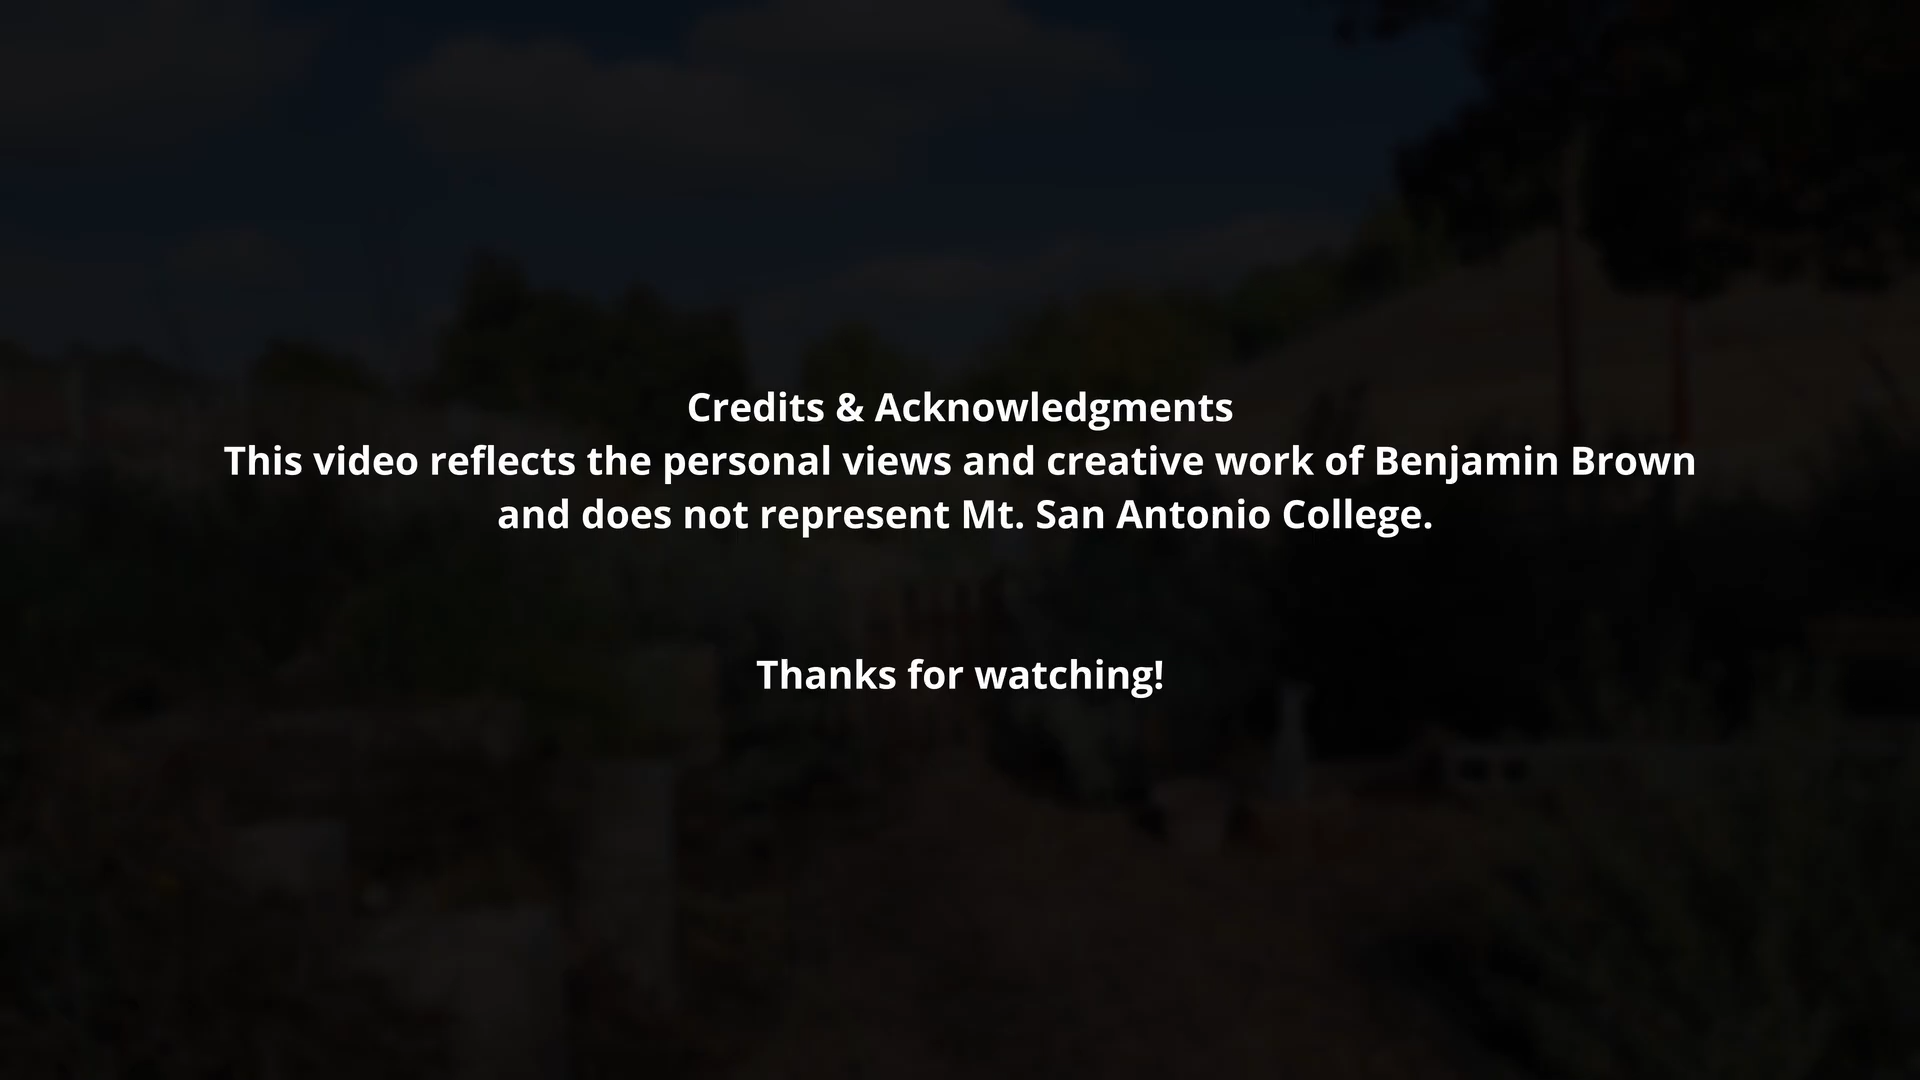 Credits & Acknowledgments
This video reflects the personal views and creative work of Benjamin Brown
and does not represent Mt. San Antonio College.
Thanks for watching!